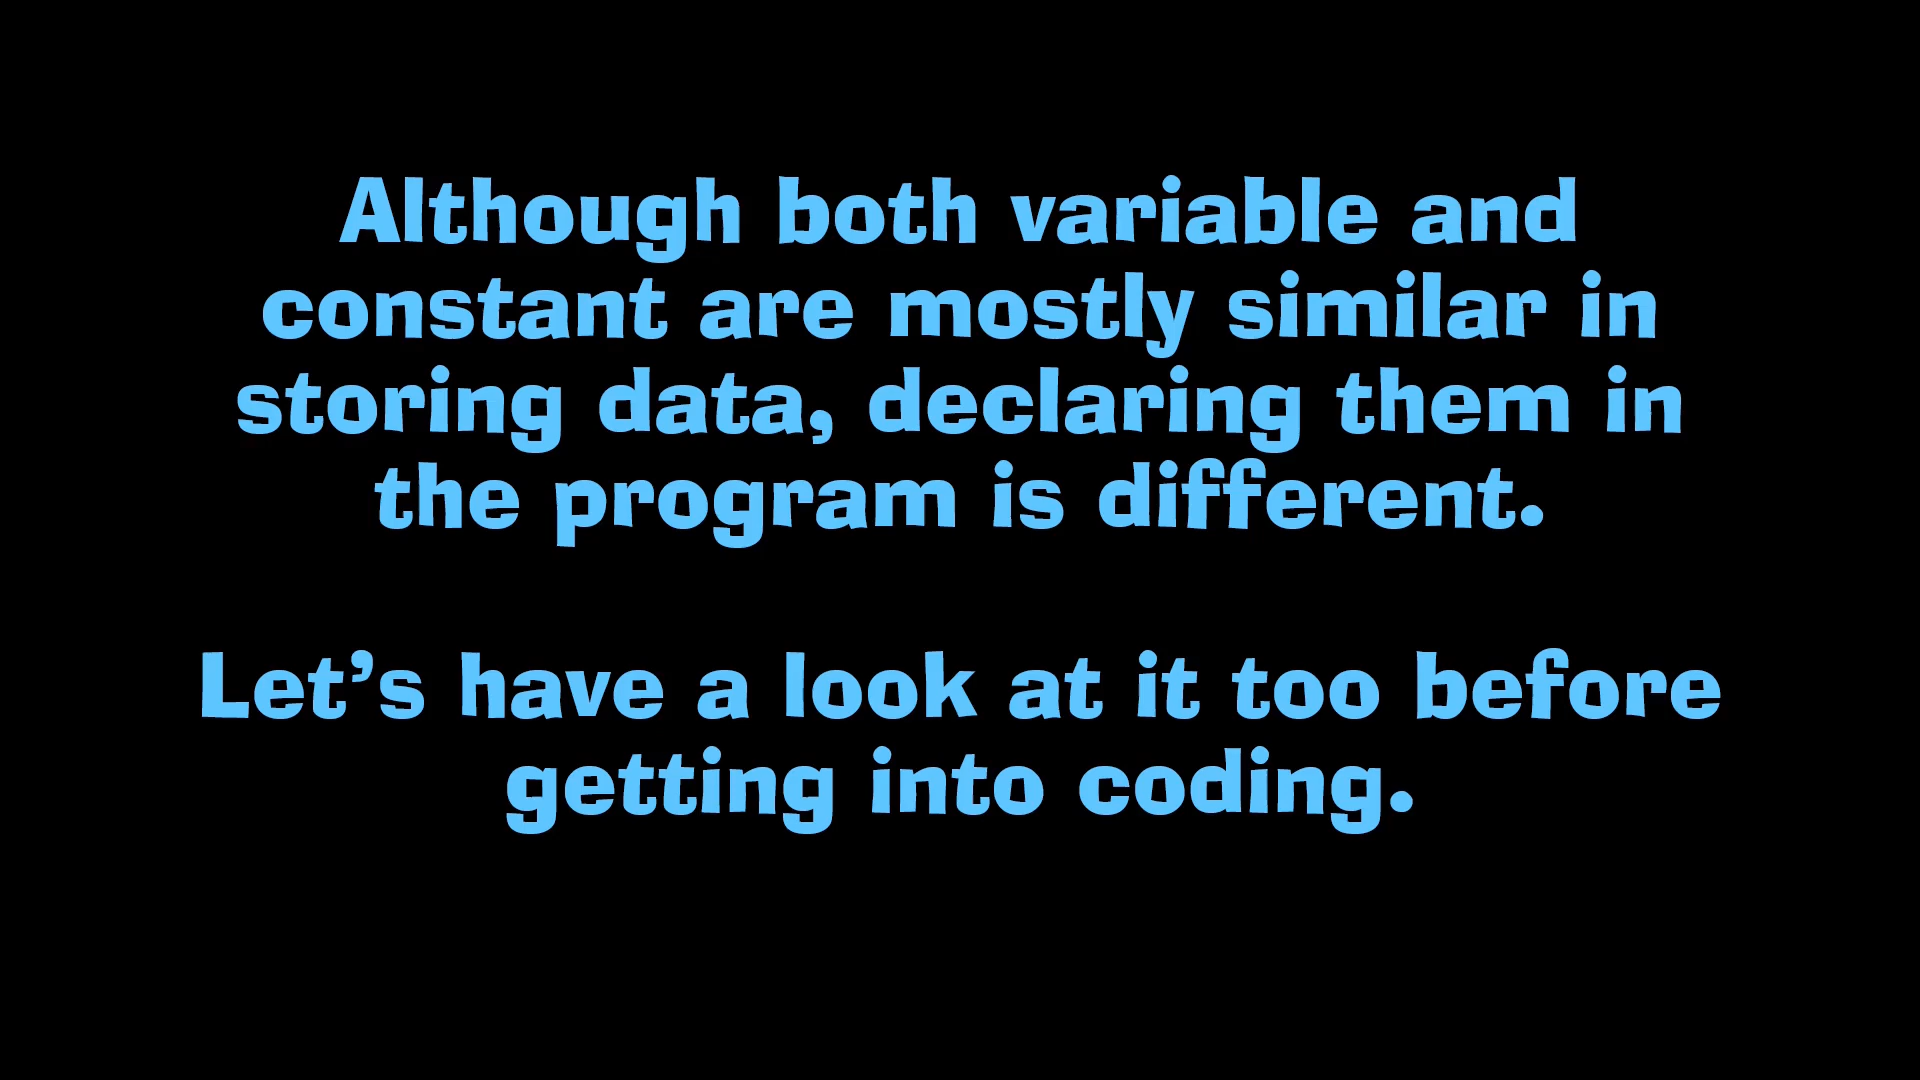 Although both variable and
constant are mostly similar in
storing data, declaring them in
the program is different.
Let’s have a look at it too before
getting into coding.